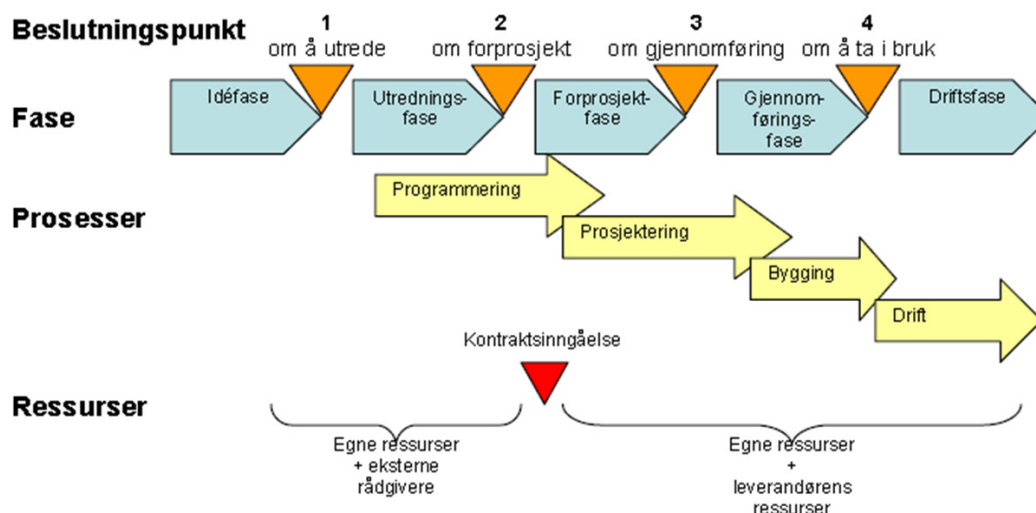 Beslutningspunkt
1
om å utrede
2
om forprosjekt
3
om gjennomføring
4
om å ta i bruk
Fase
Idéfase
Utrednings-
fase
Forprosjekt-
fase
Gjennom-
førings-
fase
Driftsfase
Prosesser
Programmering
Prosjektering
Bygging
Drift
Kontraktsinngåelse
Ressurser
Egne ressurser
+ eksterne
rådgivere
Egne ressurser
+
leverandørens
ressurser